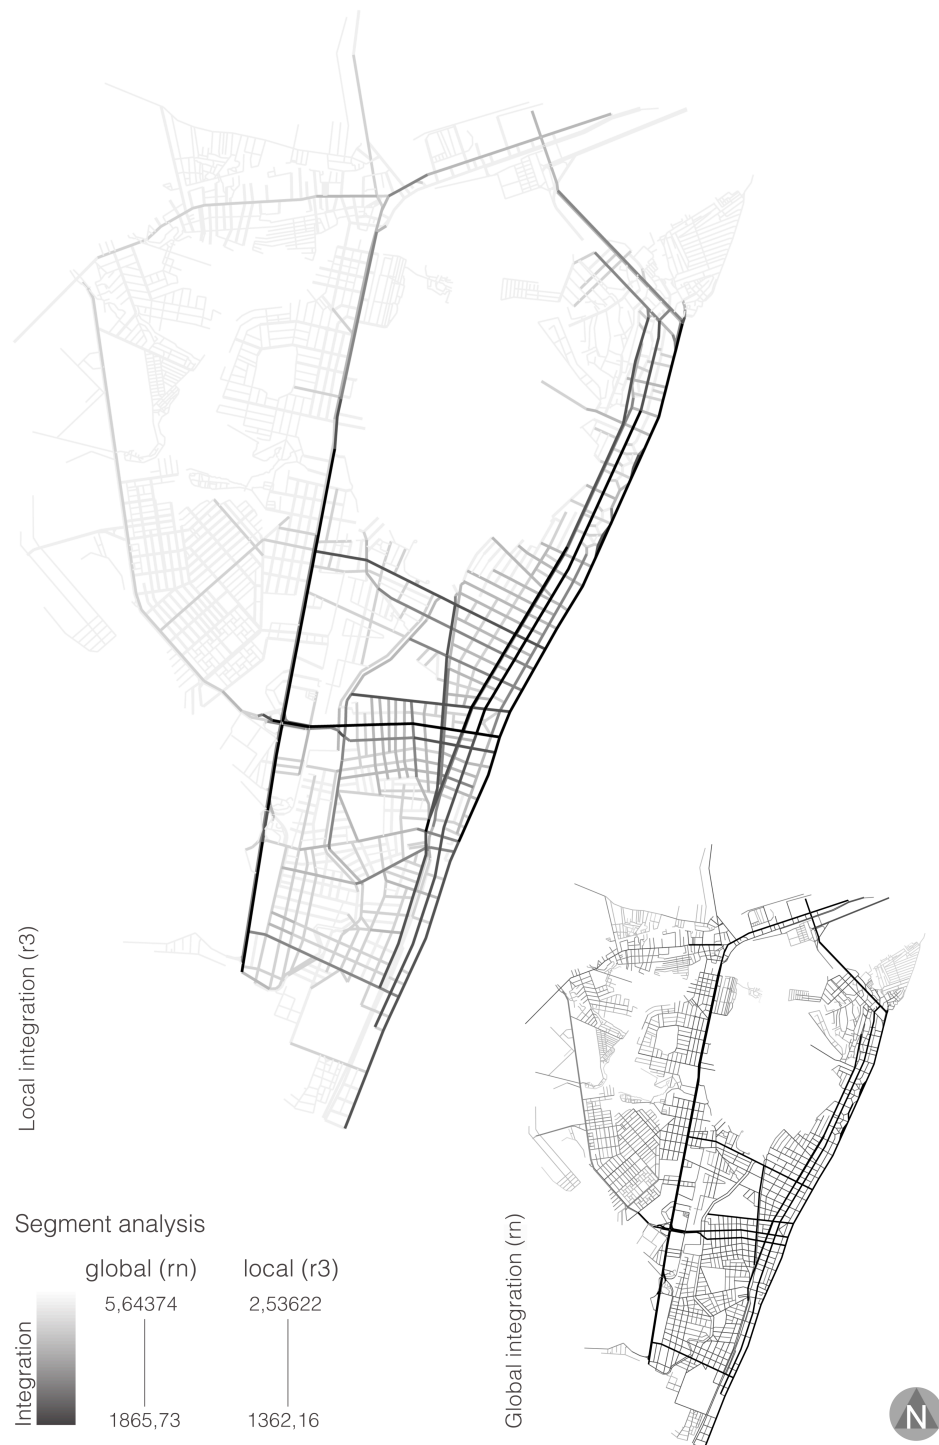 Local integration (r3)
Segment analysis
global (rn)
local (r3)
5,64374
2,53622
Integration
1865,73
1362,16
Global integration (rn)
N